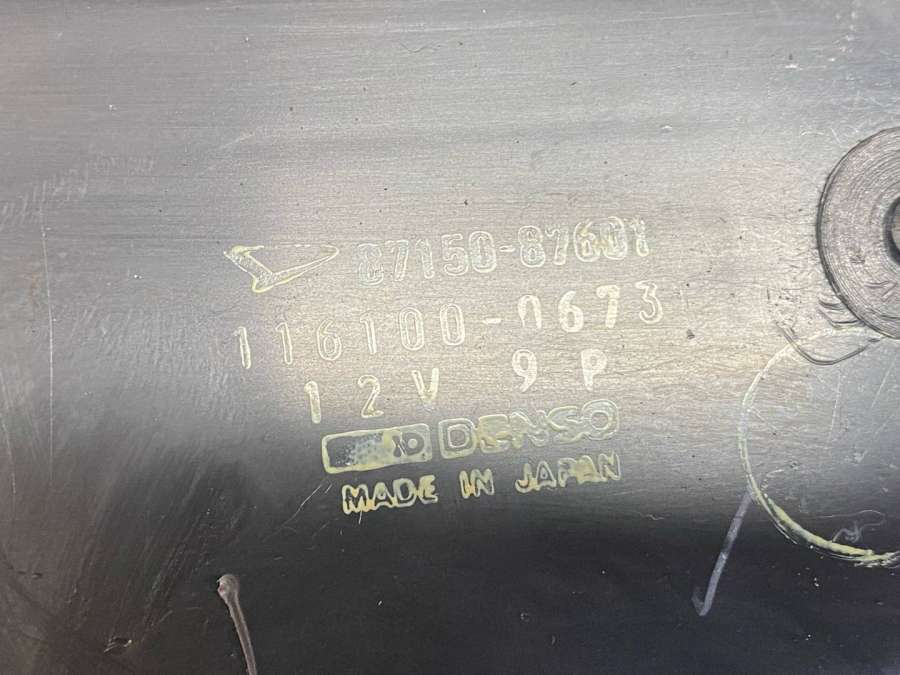 87150-87601
116100-0673
12V 9P
DENSO
MADE IN JAPAN